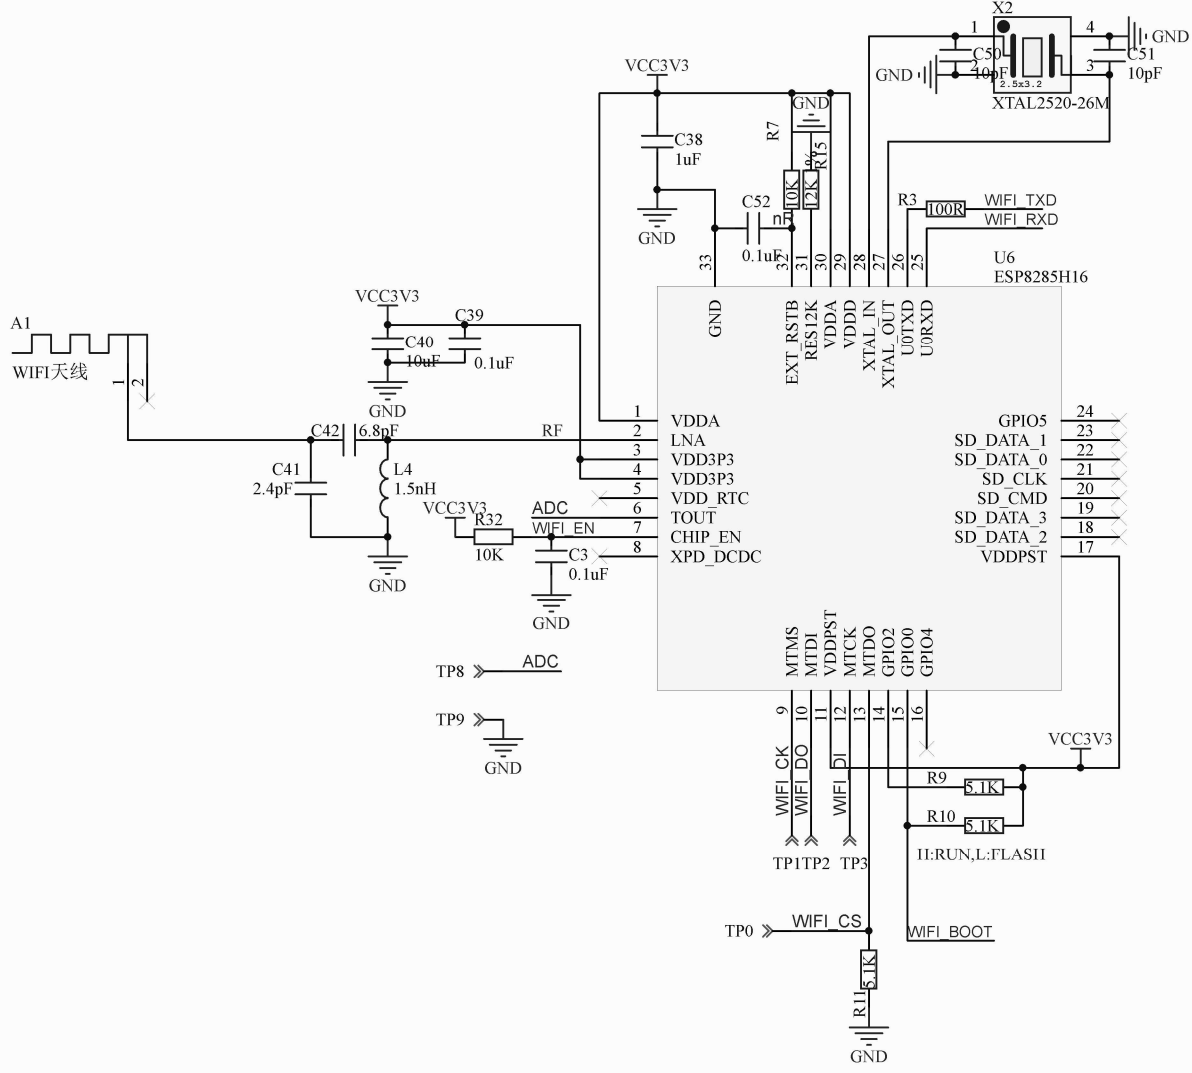 X2
1
4
GND
C50
C51
GND
2
10pF
3
10pF
2.5x3.2
XTAL2520-26M
VCC3V3
GND
R7
R15
C38
1uF
%
10K
12K
GND
C52
nR
0.1uF
R3
100R
WIFI_TXD
WIFI_RXD
33
32
31
30
29
28
27
26
25
U6
ESP8285H16
GND
EXT_RSTB
RES12K
VDDA
VDDD
XTAL_IN
XTAL_OUT
U0TXD
U0RXD
VCC3V3
C39
C40
10uF
0.1uF
GND
A1
WIFI天线
1
2
C42
6.8pF
RF
C41
2.4pF
L4
1.5nH
GND
VCC3V3
R32
10K
ADC
WIFI_EN
C3
0.1uF
GND
1
VDDA
2
LNA
3
VDD3P3
4
VDD3P3
5
VDD_RTC
6
TOUT
7
CHIP_EN
8
XPD_DCDC
GPIO5
24
SD_DATA_1
23
SD_DATA_0
22
SD_CLK
21
SD_CMD
20
SD_DATA_3
19
SD_DATA_2
18
VDDPST
17
MTMS
MTDI
VDDPST
MTCK
MTDO
GPIO2
GPIO0
GPIO4
9
10
11
12
13
14
15
16
TP8
ADC
TP9
GND
WIFI_CK
WIFI_DO
WIFI_DI
VCC3V3
R9
5.1K
R10
5.1K
TP1
TP2
TP3
II:RUN,L:FLASII
TP0
WIFI_CS
WIFI_BOOT
5.1K
R11
GND